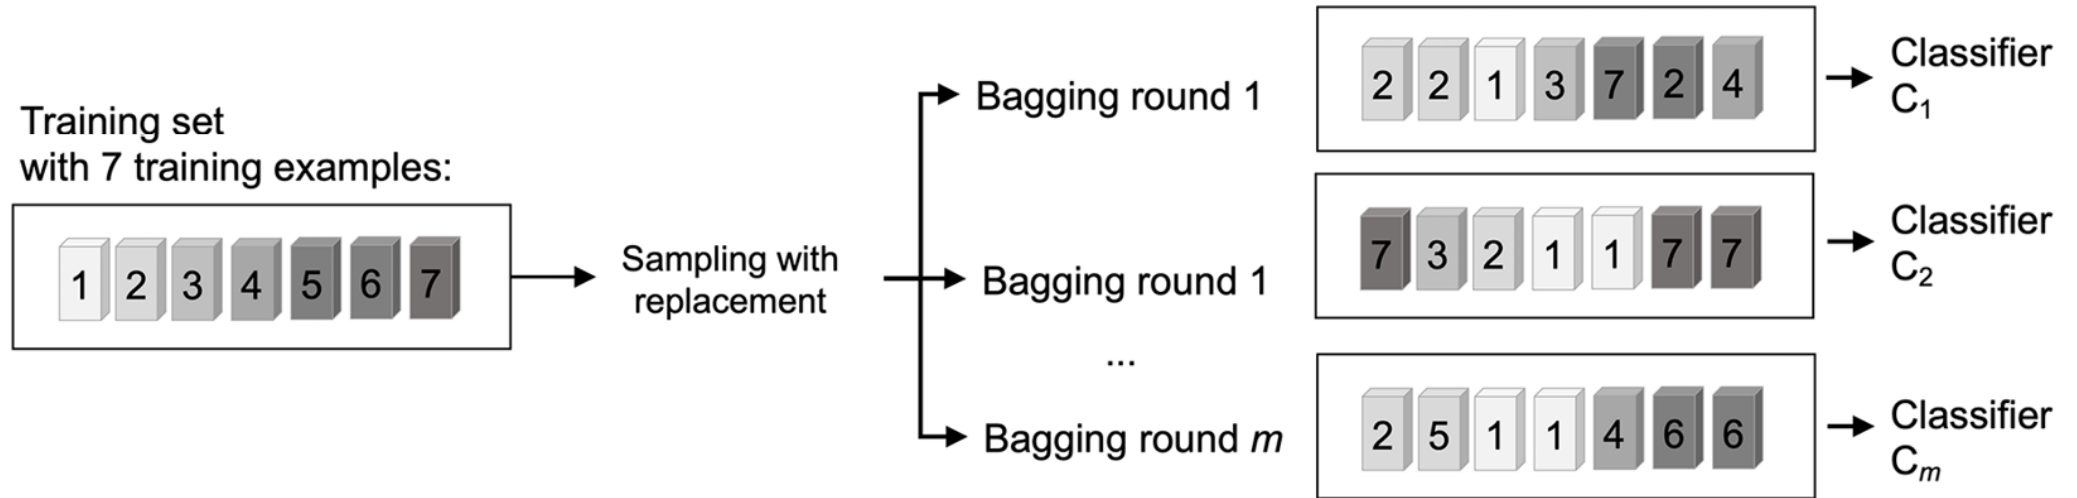 Training set
with 7 training examples:
1 2 3 4 5 6 7
Sampling with
replacement
Bagging round 1
2 2 1 3 7 2 4
Classifier
C1
Bagging round 1
7 3 2 1 1 7 7
Classifier
C2
...
Bagging round m
2 5 1 1 4 6 6
Classifier
Cm